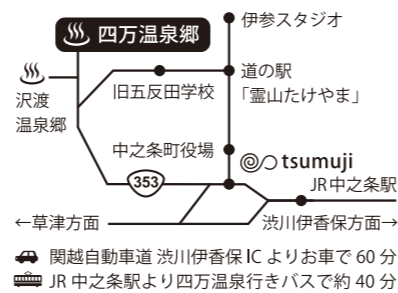 伊参スタジオ
四万温泉郷
道の駅
「霊山たけやま」
旧五反田学校
沢渡
温泉郷
中之条町役場
tsumuji
353
JR中之条駅
←草津方面
渋川伊香保方面→
関越自動車道 渋川伊香保 IC よりお車で 60 分
JR 中之条駅より四万温泉行きバスで約 40 分